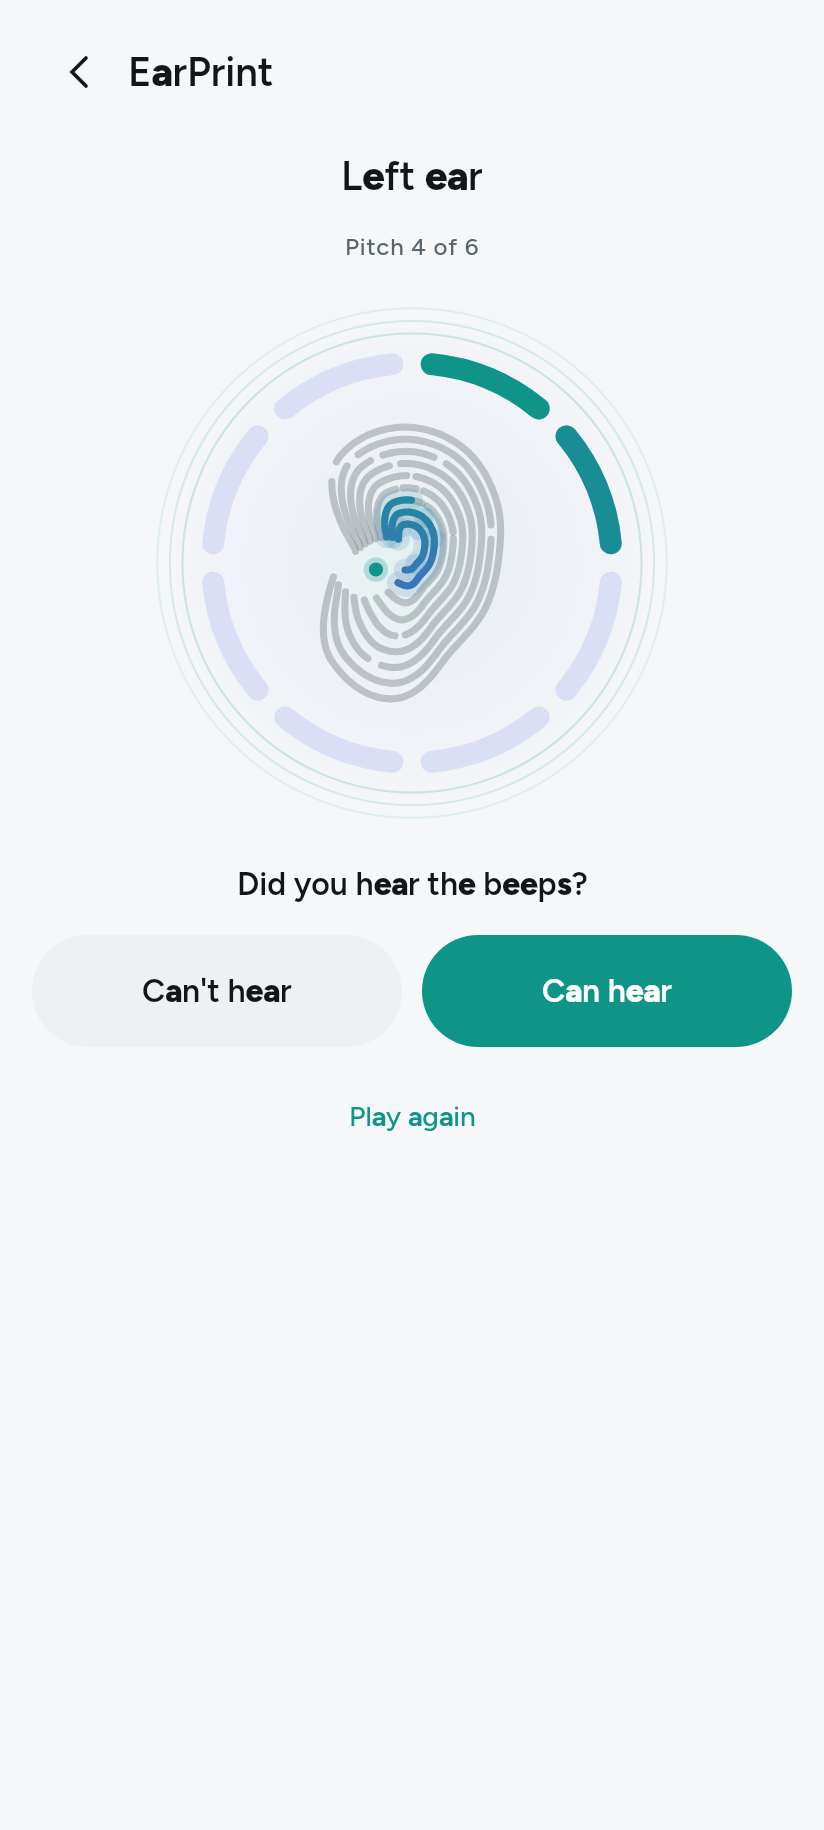 EarPrint
Left ear
Pitch 4 of 6
Did you hear the beeps?
Can't hear
Can hear
Play again